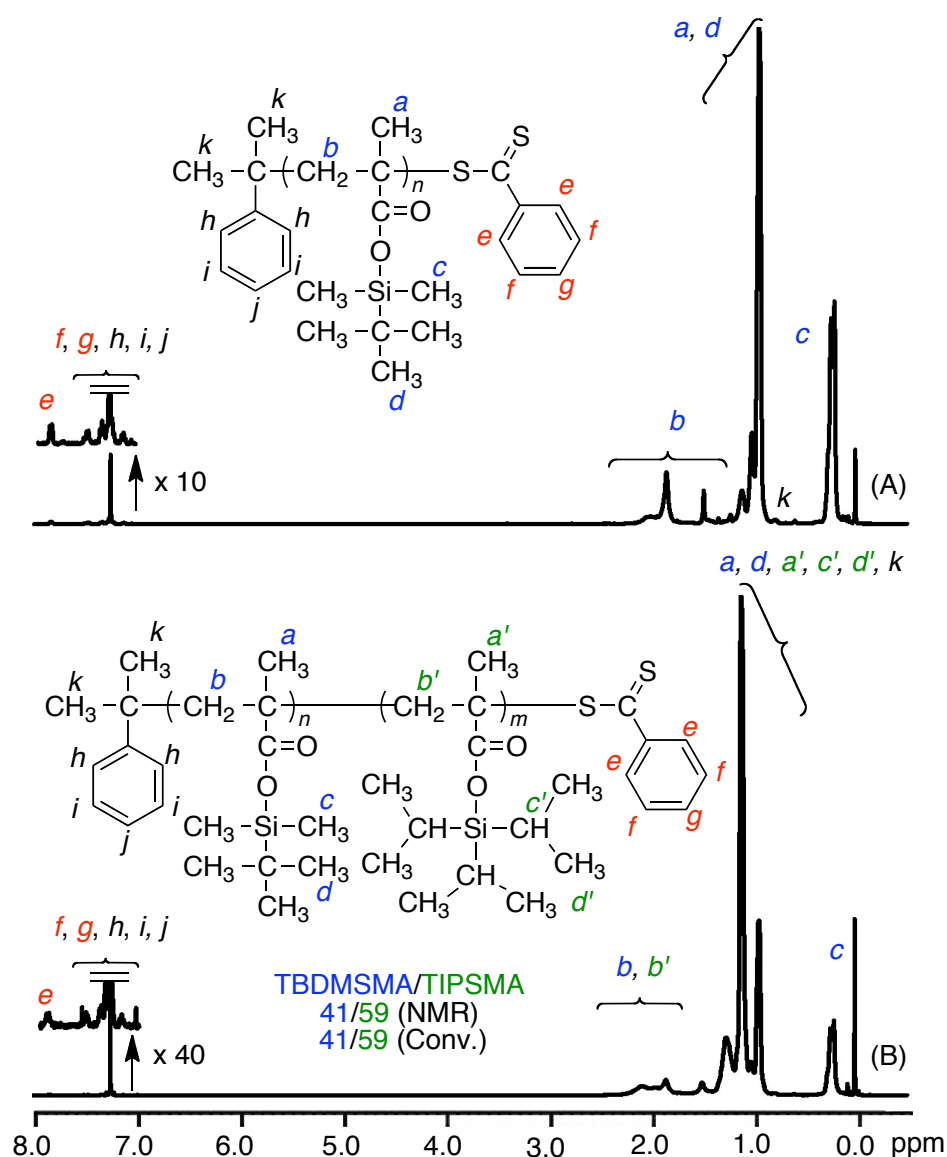 a, d
k
k
CH3
CH3
b
CH2
C
a
CH3
C
n
S
C
S
h
h
i
i
j
C=O
O
c
CH3
Si
CH3
CH3
C
CH3
CH3
d
e
e
f
f
g
c
f, g, h, i, j
e
x 10
b
k
(A)
a, d, a', c', d', k
k
k
CH3
CH3
C
b
CH2
a
CH3
C
n
b'
CH2
a'
CH3
C
m
S
C
S
h
h
i
i
j
C=O
O
c
CH3
Si
CH3
CH3
C
CH3
CH3
d
C=O
O
CH3
c'
CH3
CH
Si
CH
CH3
CH
CH3
CH3
CH3
d'
e
e
f
f
g
f, g, h, i, j
e
x 40
TBDMSMA/TIPSMA
41/59 (NMR)
41/59 (Conv.)
b, b'
c
(B)
8.0 7.0 6.0 5.0 4.0 3.0 2.0 1.0 0.0 ppm